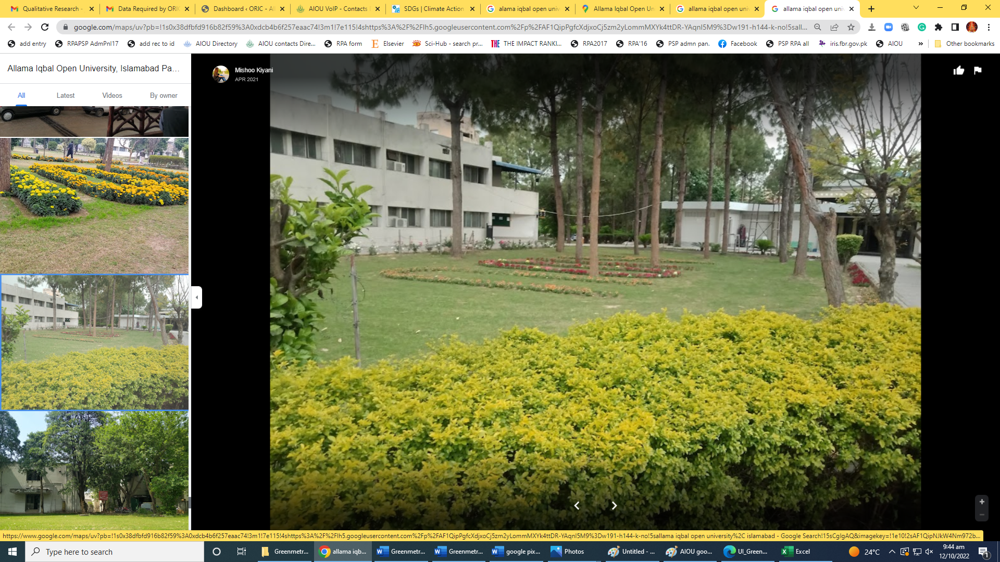 Qualitative Research -
Data Required by ORIC
Dashboard ‹ ORIC - Al
AIOU VoIP - Contacts
SDGs | Climate Action
alama iqbal open univ
Allama Iqbal Open Un
allama iqbal open univ
allama iqbal open univ
google.com/maps/uv?pb=!1s0x38dfbfd916b82f59%3A0xdcb4b6f257eaac74!3m1!7e115!4shttps%3A%2F%2Flh5.googleusercontent.com%2Fp%2FAF1QipPgfcXdjxoCj5zm2yLommMXYk4ttDR-YAqnI5M9%3Dw191-h144-k-no!5sall...
add entry
RPAPSP AdmPnl17
add rec to id
AIOU Directory
AIOU contacts Dire...
RPA form
Elsevier
Sci-Hub - search pr...
THE IMPACT RANKI...
RPA2017
RPA'16
PSP admn pan.
Facebook
PSP RPA all
iris.fbr.gov.pk
AIOU
»
Other bookmarks
Allama Iqbal Open University, Islamabad Pa...
All
Latest
Videos
By owner
Mishoo Kiyani
APR 2021
https://www.google.com/maps/uv?pb=!1s0x38dfbfd916b82f59%3A0xdcb4b6f257eaac74!3m1!7e115!4shttps%3A%2F%2Flh5.googleusercontent.com%2Fp%2FAF1QipPgfcXdjxoCj5zm2yLommMXYk4ttDR-YAqnI5M9%3Dw191-h144-k-no!5sallama iqbal open university%2C islamabad - Google Search!15sCgIgAQ&imagekey=!1e10!2sAF1QipNJkW4Nm972b...
Type here to search
Greenmetr...
allama iqb...
Greenmetr...
Greenmetr...
google pix...
Photos
Untitled - ...
AIOU goo...
UI_Green...
Excel
24°C
9:44 am
12/10/2022
1